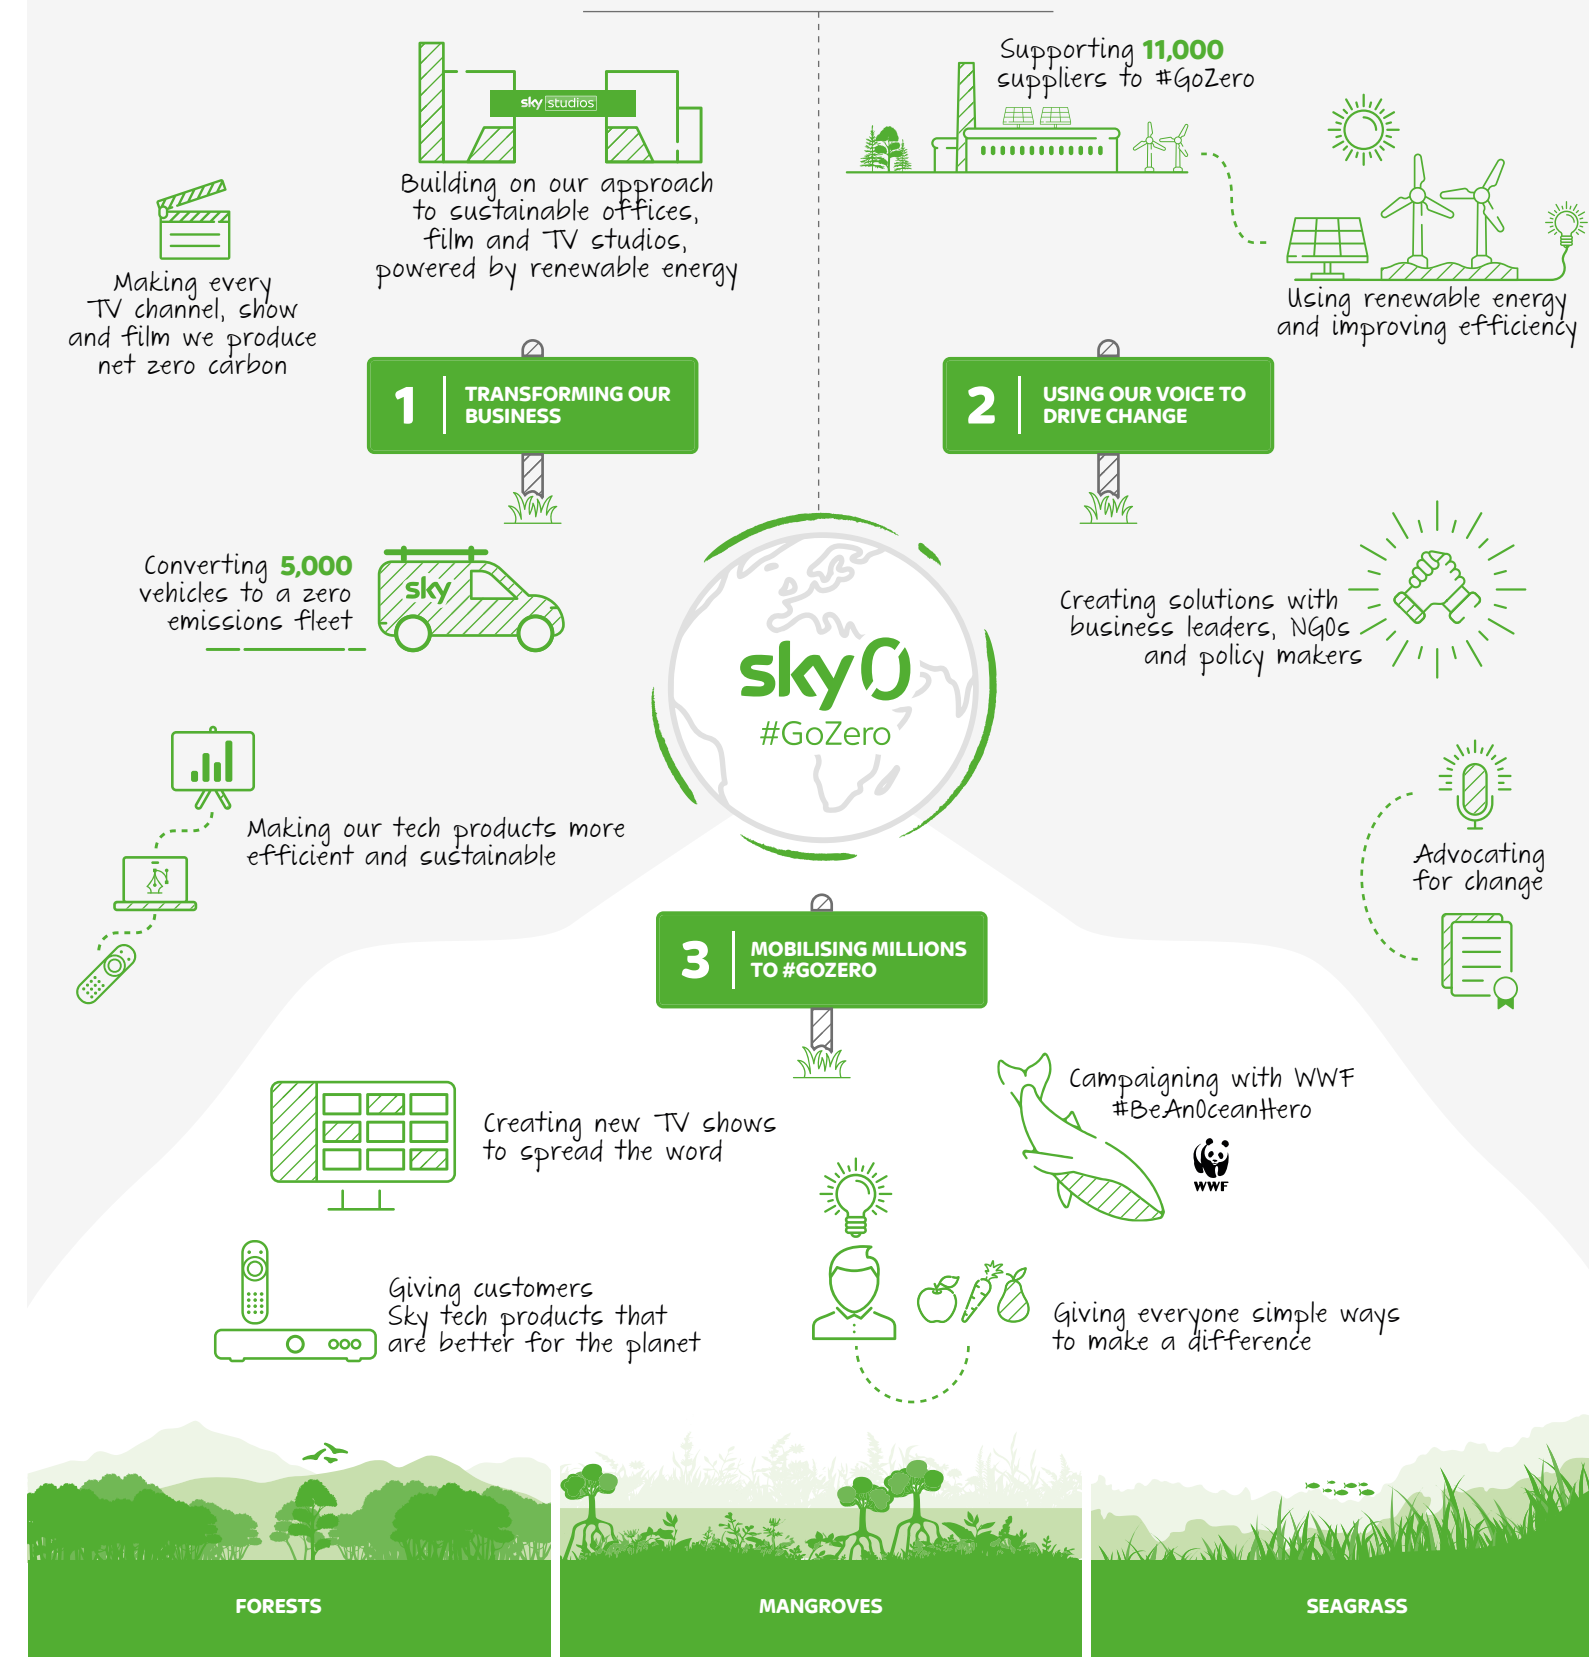 sky studios
Building on our approach
to sustainable offices,
film and TV studios,
powered by renewable energy
Making every
TV channel, show
and film we produce
net zero carbon
1
TRANSFORMING OUR
BUSINESS
Converting 5,000
vehicles to a zero
emissions fleet
sky
Making our tech products more
efficient and sustainable
Supporting 11,000
suppliers to #GoZero
Using renewable energy
and improving efficiency
2
USING OUR VOICE TO
DRIVE CHANGE
Creating solutions with
business leaders, NGOs
and policy makers
Advocating
for change
sky 0
#GoZero
3
MOBILISING MILLIONS
TO #GOZERO
Creating new TV shows
to spread the word
Campaigning with WWF
#BeAnOceanHero
WWF
Giving customers
Sky tech products that
are better for the planet
Giving everyone simple ways
to make a difference
FORESTS
MANGROVES
SEAGRASS